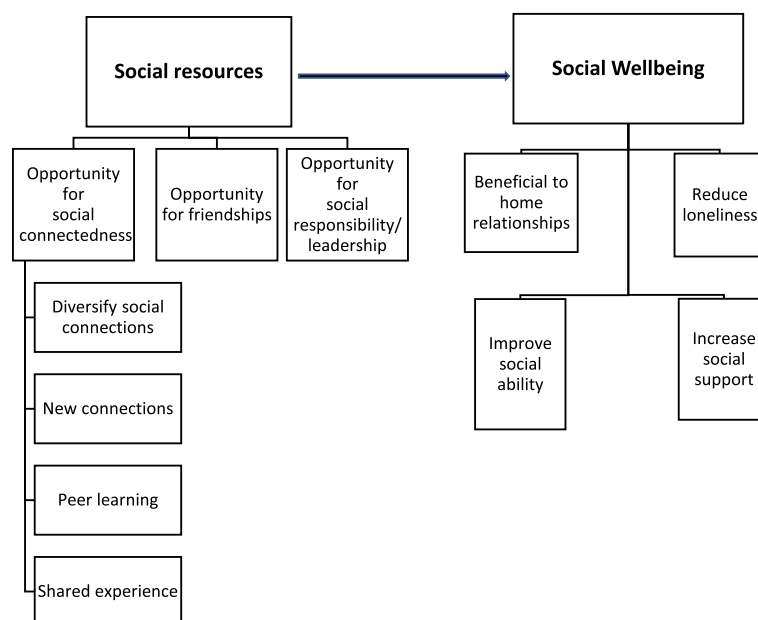 Social resources
Social Wellbeing
Opportunity
for
social
connectedness
Opportunity
for friendships
Opportunity
for
social
responsibility/
leadership
Beneficial to
home
relationships
Reduce
loneliness
Diversify social
connections
New connections
Peer learning
Shared experience
Improve
social
ability
Increase
social
support